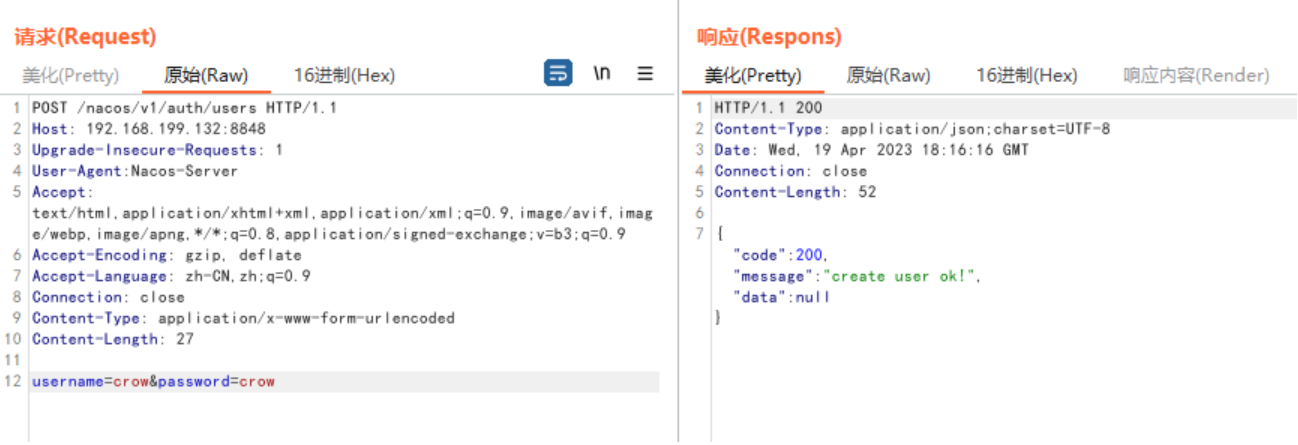 请求(Request)
美化(Pretty) 原始(Raw) 16进制(Hex) \n
1 POST /nacos/v1/auth/users HTTP/1.1
2 Host: 192.168.199.132:8848
3 Upgrade-Insecure-Requests: 1
4 User-Agent:Nacos-Server
5 Accept:
text/html,application/xhtml+xml,application/xml;q=0.9,image/avif,imag
e/webp,image/apng,*/*;q=0.8,application/signed-exchange;v=b3;q=0.9
6 Accept-Encoding: gzip, deflate
7 Accept-Language: zh-CN,zh;q=0.9
8 Connection: close
9 Content-Type: application/x-www-form-urlencoded
10 Content-Length: 27
11
12 username=crow&password=crow
响应(Respons)
美化(Pretty) 原始(Raw) 16进制(Hex) 响应内容(Render)
1 HTTP/1.1 200
2 Content-Type: application/json;charset=UTF-8
3 Date: Wed, 19 Apr 2023 18:16:16 GMT
4 Connection: close
5 Content-Length: 52
6
7 {
"code":200,
"message":"create user ok!",
"data":null
}